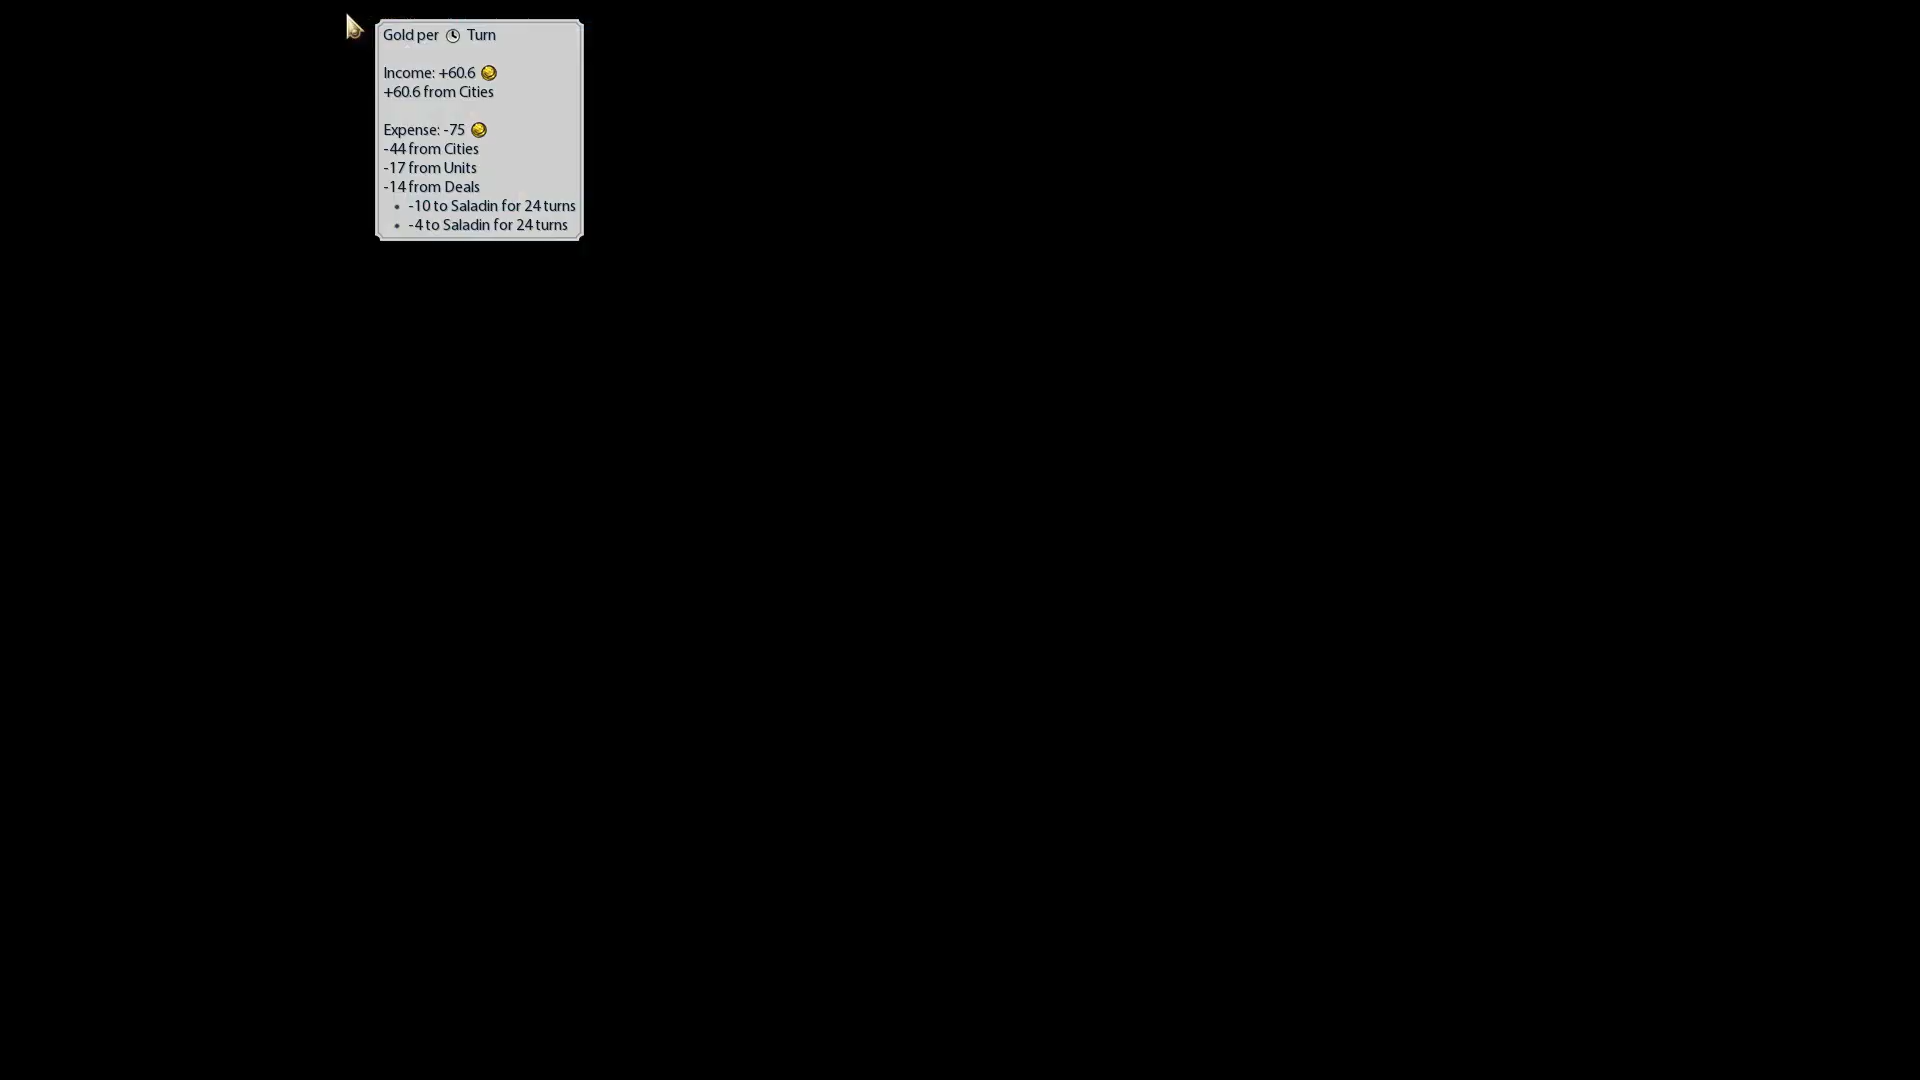 Gold per Turn
Income: +60.6
+60.6 from Cities
Expense: -75
-44 from Cities
-17 from Units
-14 from Deals
• -10 to Saladin for 24 turns
• -4 to Saladin for 24 turns